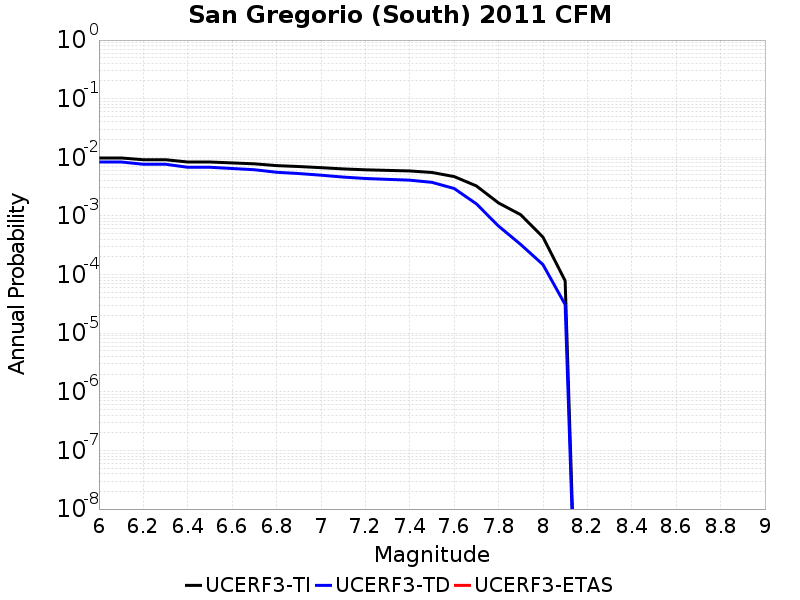 San Gregorio (South) 2011 CFM
Annual Probability
10^0
10^-1
10^-2
10^-3
10^-4
10^-5
10^-6
10^-7
10^-8
6 6.2 6.4 6.6 6.8 7 7.2 7.4 7.6 7.8 8 8.2 8.4 8.6 8.8 9
Magnitude
UCERF3-TI UCERF3-TD UCERF3-ETAS